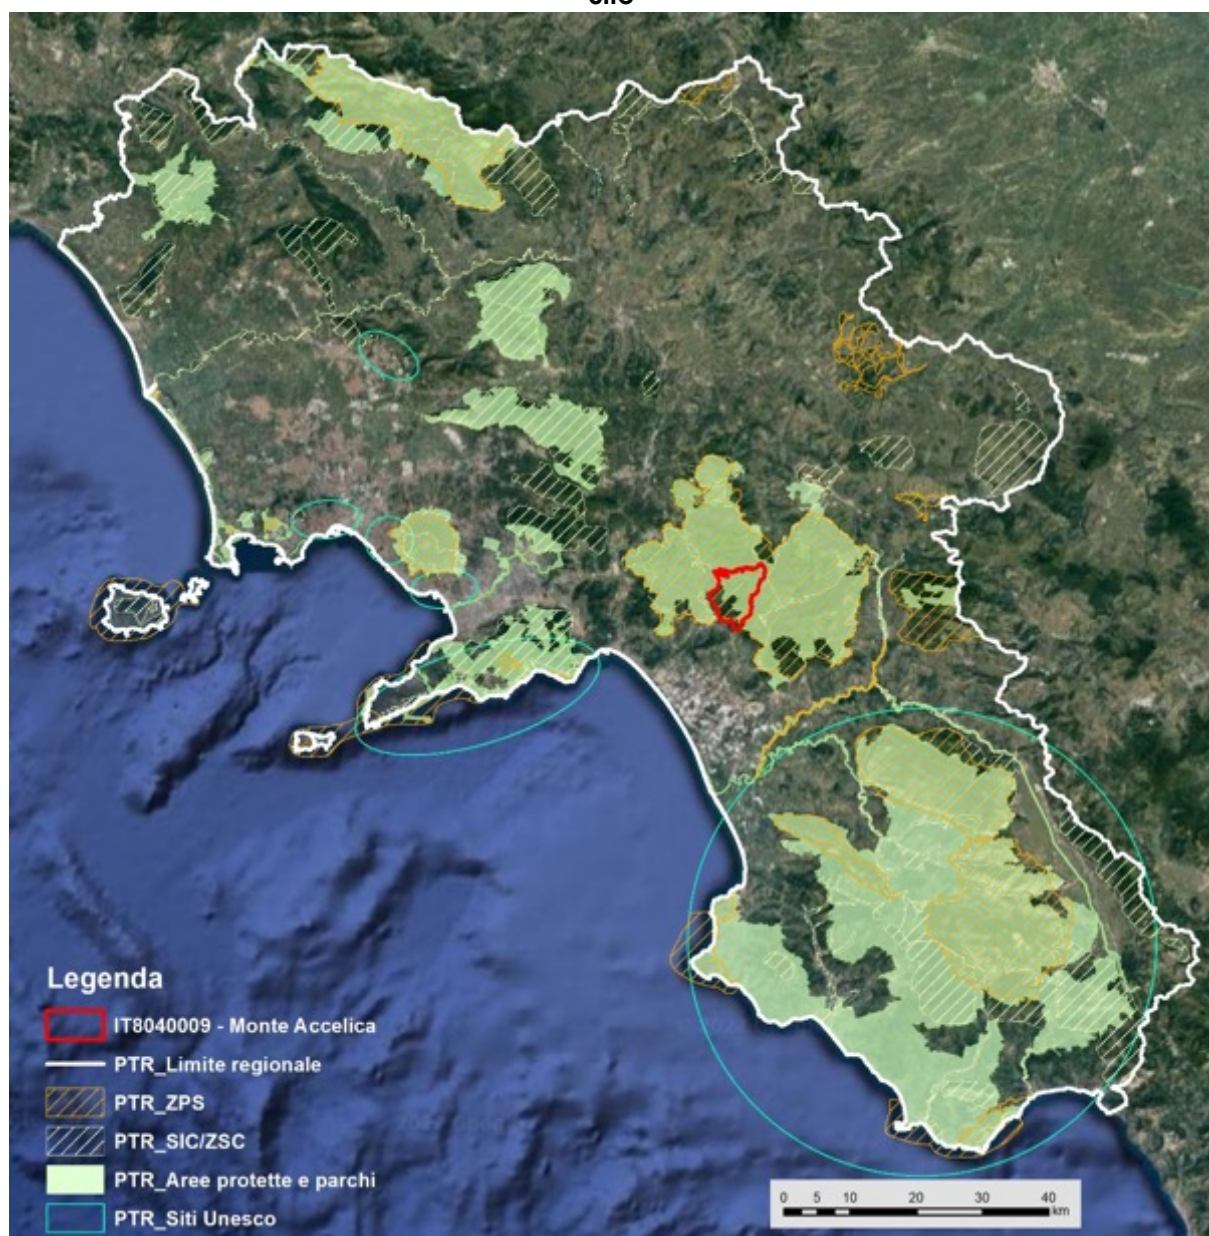 sito
Legenda
IT8040009 - Monte Accelica
PTR_Limite regionale
PTR_ZPS
PTR_SIC/ZSC
PTR_Aree protette e parchi
PTR_Siti Unesco
0 5 10 20 30 40
km